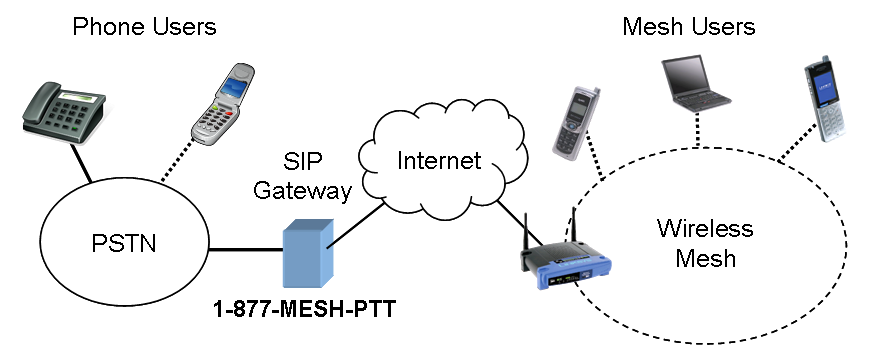 Phone Users
Mesh Users
SIP
Gateway
Internet
PSTN
Wireless
Mesh
1-877-MESH-PTT